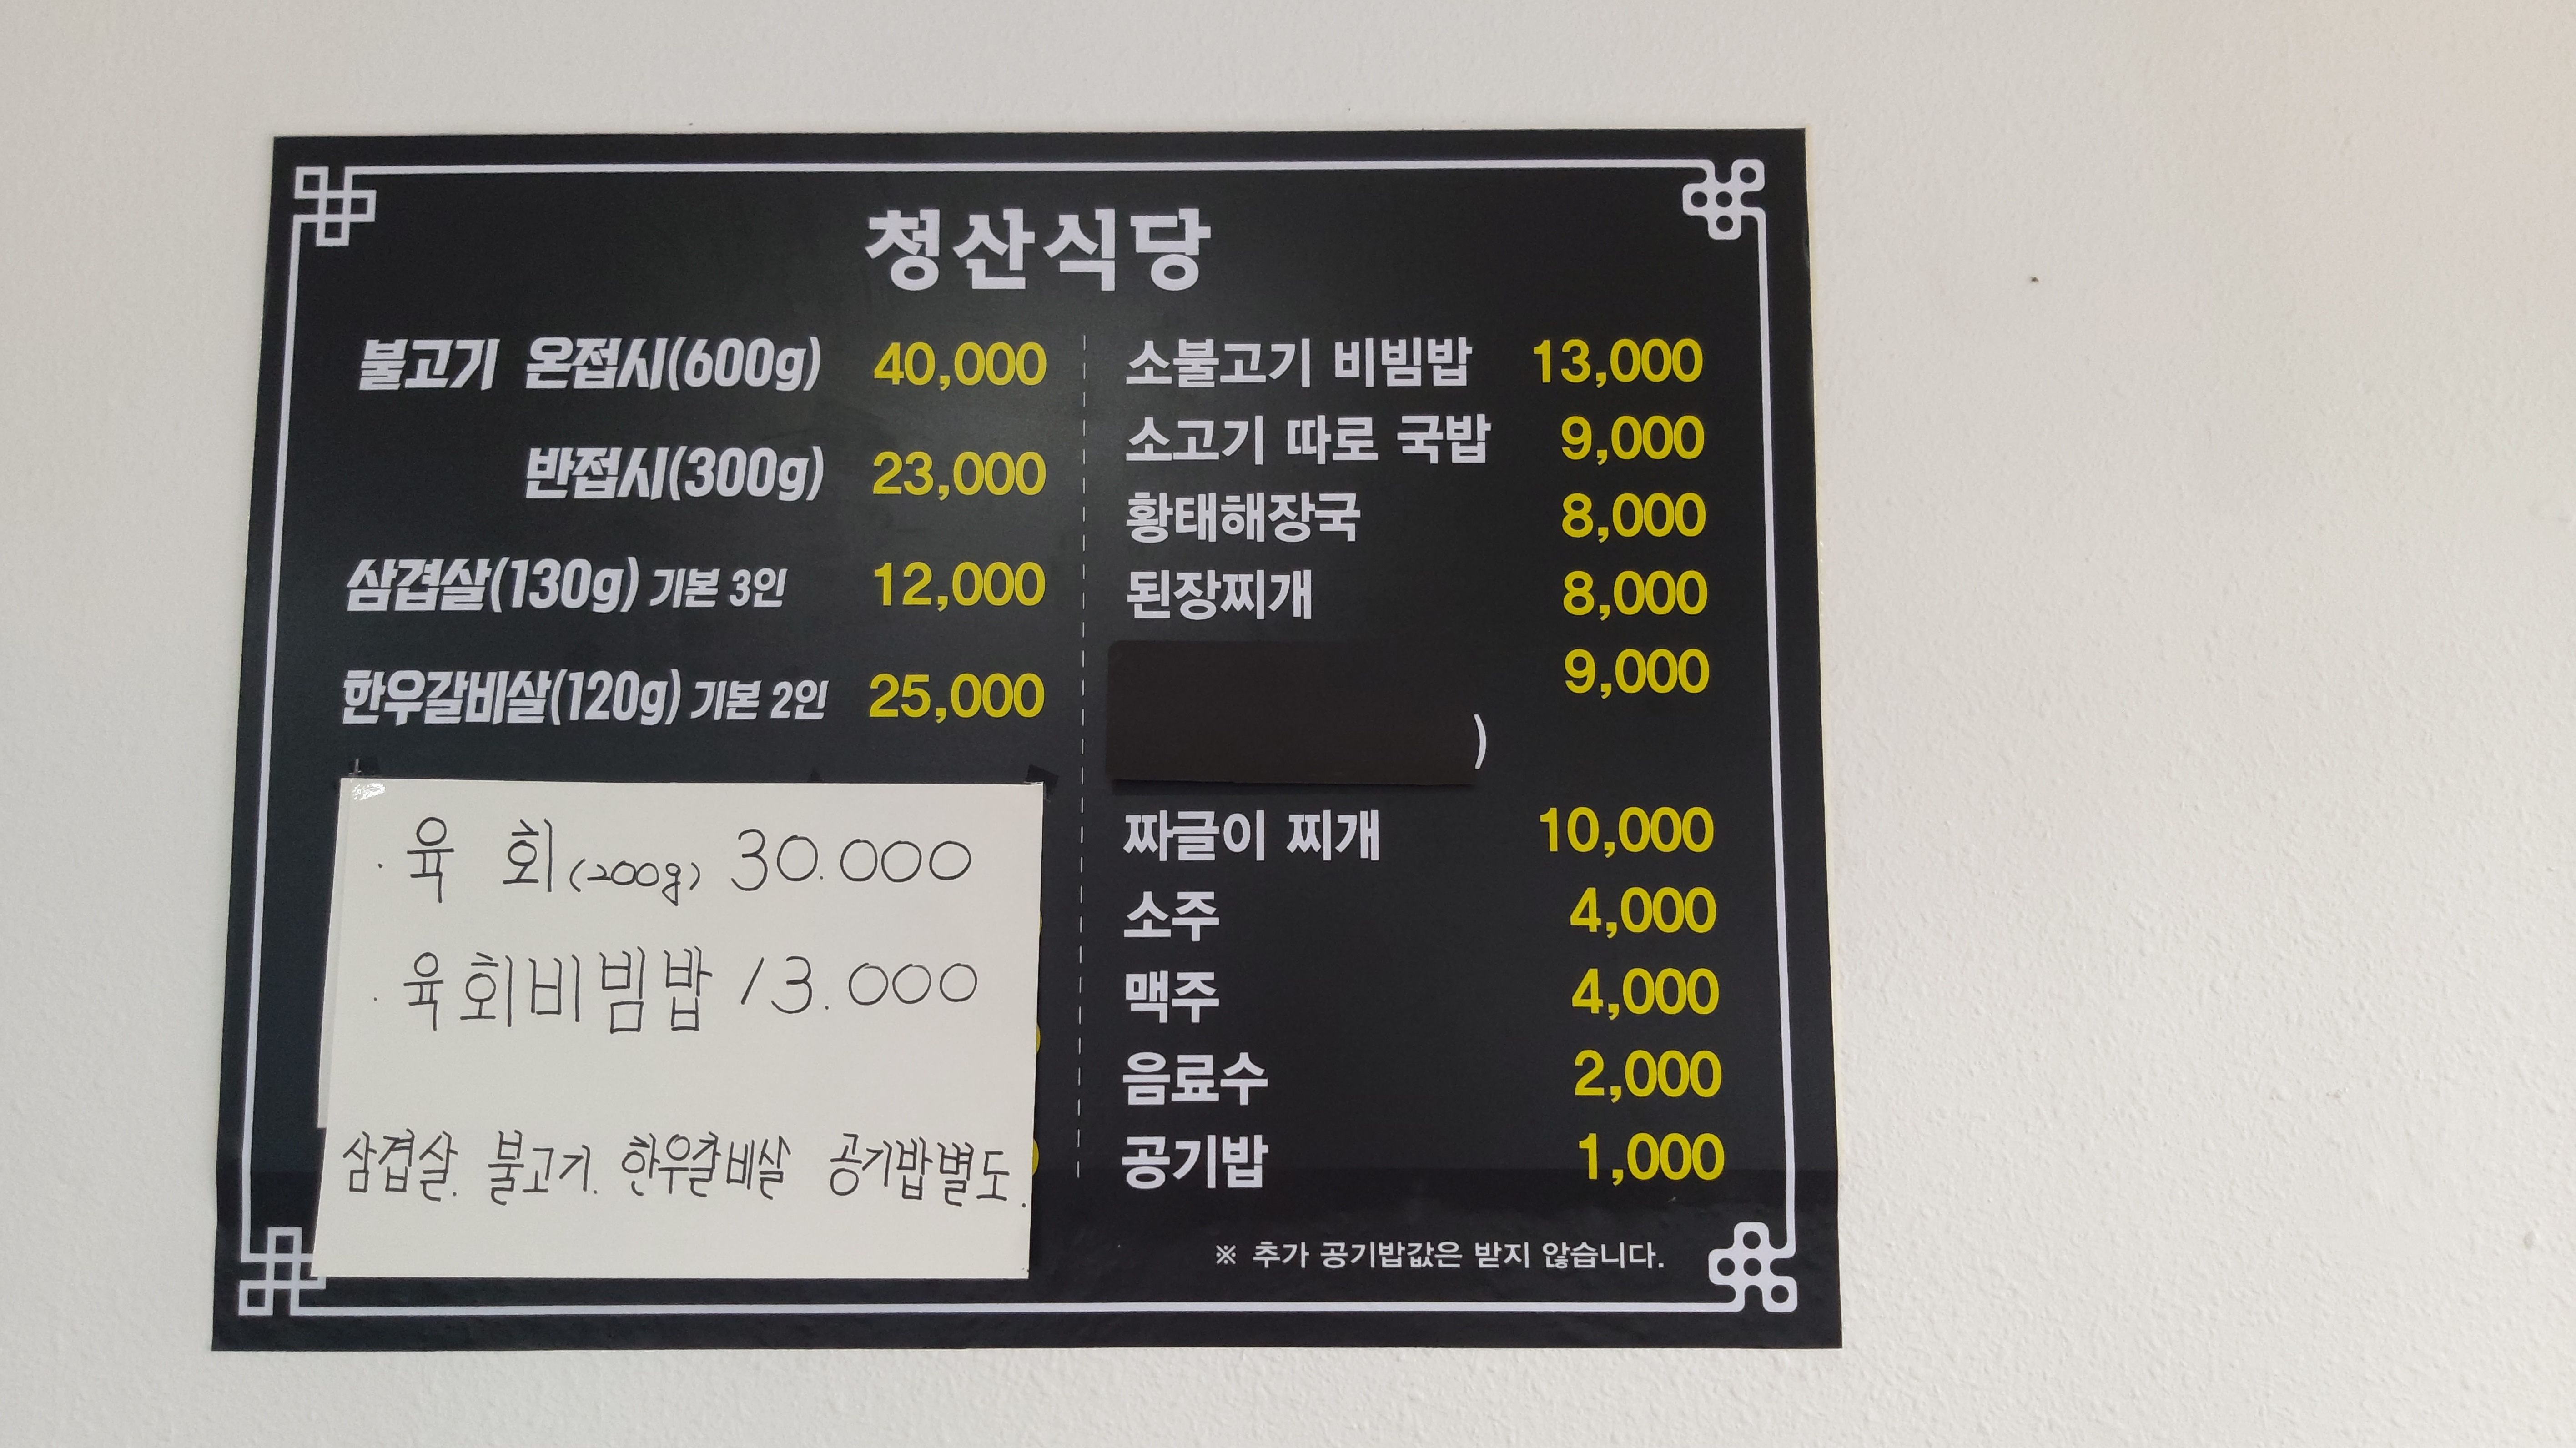 청산식당
불고기 온접시(600g) 40,000
반접시(300g) 23,000
삼겹살(130g) 기본 3인 12,000
한우갈비살(120g) 기본 2인 25,000
· 육 회(200g) 30.000
· 육회비빔밥 13.000
삼겹살. 불고기. 한우갈비살 공기밥별도.
소불고기 비빔밥 13,000
소고기 따로 국밥 9,000
황태해장국 8,000
된장찌개 8,000
9,000
)
짜글이 찌개 10,000
소주 4,000
맥주 4,000
음료수 2,000
공기밥 1,000
※ 추가 공기밥값은 받지 않습니다.